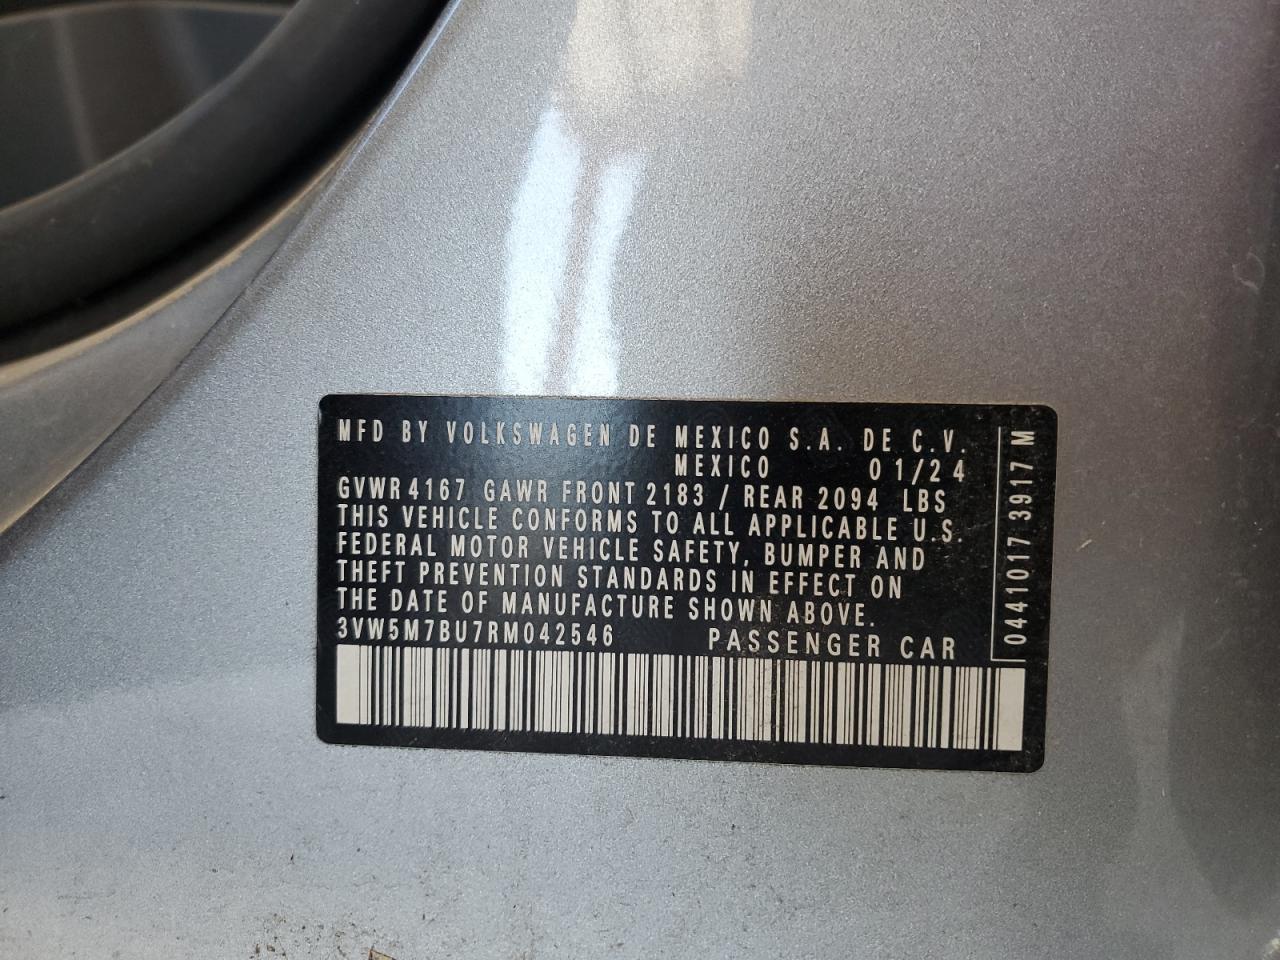 MFD BY VOLKSWAGEN DE MEXICO S.A. DE C.V.
MEXICO 01/24
GVWR 4167 GAWR FRONT 2183 / REAR 2094 LBS
THIS VEHICLE CONFORMS TO ALL APPLICABLE U.S.
FEDERAL MOTOR VEHICLE SAFETY, BUMPER AND
THEFT PREVENTION STANDARDS IN EFFECT ON
THE DATE OF MANUFACTURE SHOWN ABOVE.
3VW5M7BU7RM042546 PASSENGER CAR
0441017 3917 M